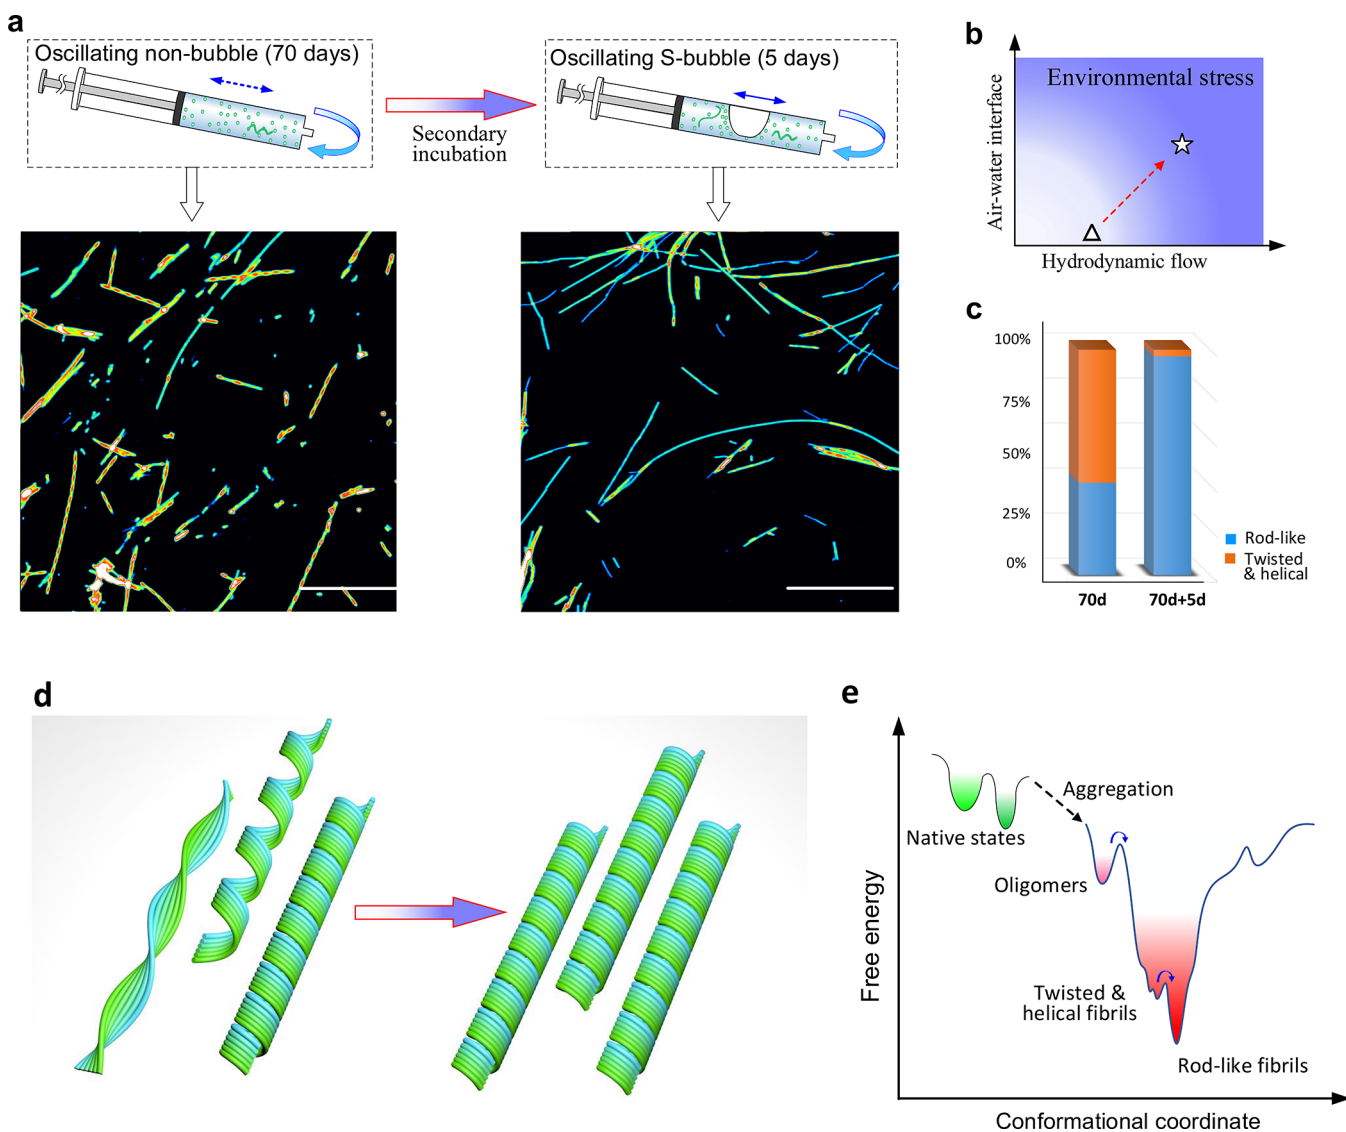 a
Oscillating non-bubble (70 days)
Oscillating S-bubble (5 days)
Secondary
incubation
b
Environmental stress
Air-water interface
Hydrodynamic flow
c
100%
75%
50%
25%
0%
Rod-like
Twisted
& helical
70d
70d+5d
d
e
Aggregation
Native states
Oligomers
Free energy
Twisted &
helical fibrils
Rod-like fibrils
Conformational coordinate